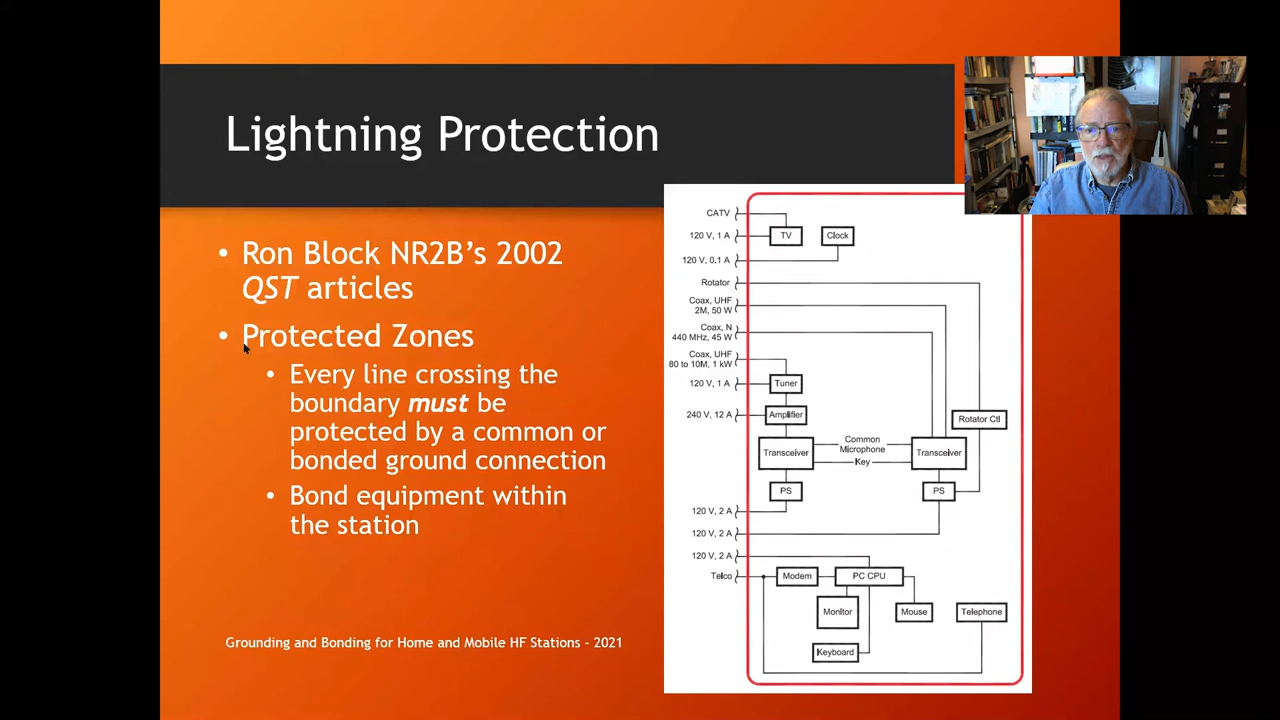 Lightning Protection
• Ron Block NR2B’s 2002
QST articles
• Protected Zones
• Every line crossing the
boundary must be
protected by a common or
bonded ground connection
• Bond equipment within
the station
Grounding and Bonding for Home and Mobile HF Stations - 2021
CATV
120 V, 1 A
TV
Clock
120 V, 0.1 A
Rotator
Coax, UHF
2M, 50 W
Coax, N
440 MHz, 45 W
Coax, UHF
80 to 10M, 1 kW
120 V, 1 A
Tuner
240 V, 12 A
Amplifier
Rotator Ctl
Transceiver
Common
Microphone
Key
Transceiver
PS
PS
120 V, 2 A
120 V, 2 A
120 V, 2 A
Telco
Modem
PC CPU
Monitor
Mouse
Telephone
Keyboard